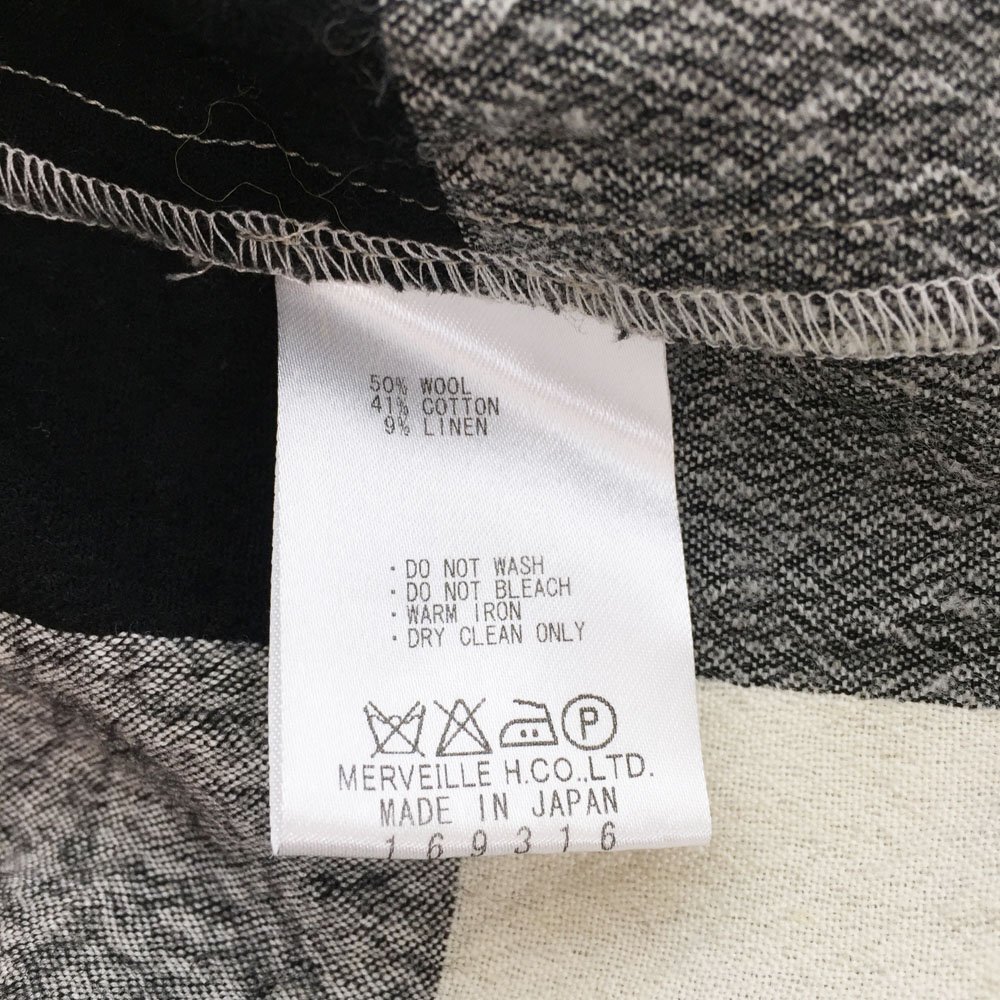 50% WOOL
41% COTTON
9% LINEN
・DO NOT WASH
・DO NOT BLEACH
・WARM IRON
・DRY CLEAN ONLY
P
MERVEILLE H.CO.,LTD.
MADE IN JAPAN
169316